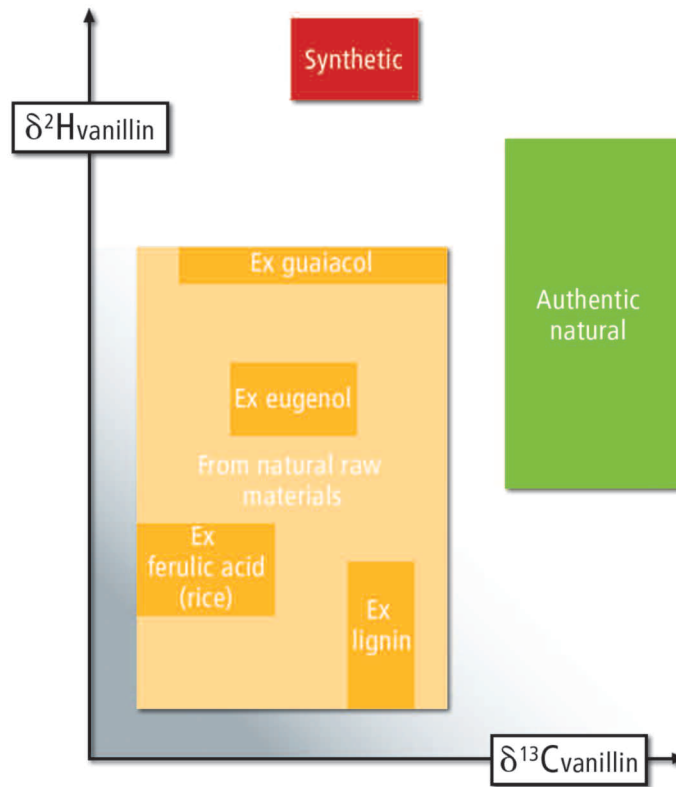 Synthetic
δ²Hvanillin
Ex guaiacol
Authentic
natural
Ex eugenol
From natural raw
materials
Ex
ferulic acid
(rice)
Ex
lignin
δ¹³Cvanillin